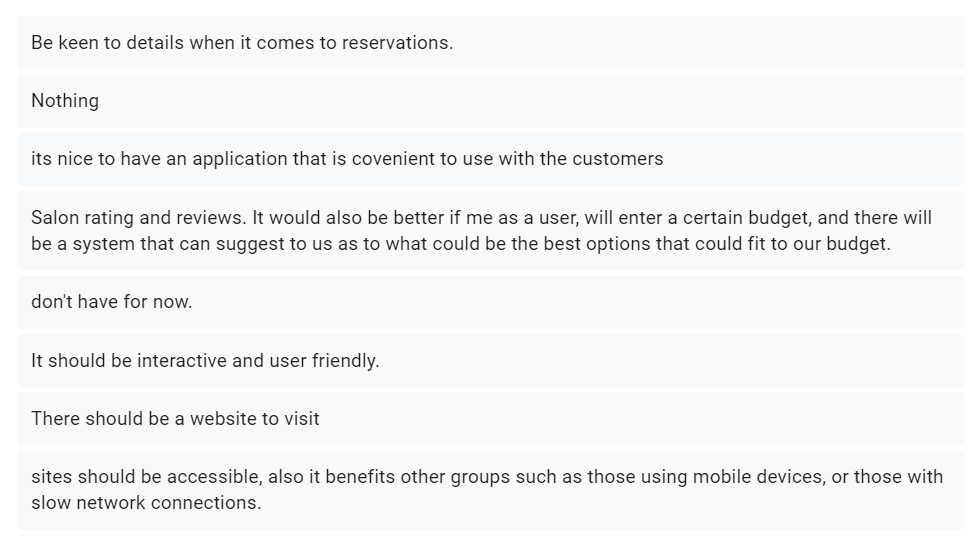 Be keen to details when it comes to reservations.
Nothing
its nice to have an application that is covenient to use with the customers
Salon rating and reviews. It would also be better if me as a user, will enter a certain budget, and there will
be a system that can suggest to us as to what could be the best options that could fit to our budget.
don't have for now.
It should be interactive and user friendly.
There should be a website to visit
sites should be accessible, also it benefits other groups such as those using mobile devices, or those with
slow network connections.